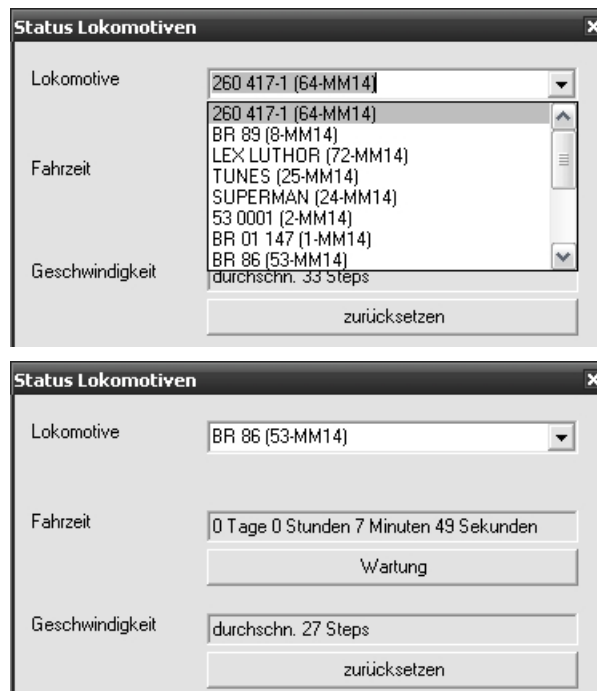 Status Lokomotiven
Lokomotive
260 417-1 (64-MM14)
260 417-1 (64-MM14)
BR 89 (8-MM14)
LEX LUTHOR (72-MM14)
Fahrzeit
TUNES (25-MM14)
SUPERMAN (24-MM14)
53 0001 (2-MM14)
BR 01 147 (1-MM14)
BR 86 (53-MM14)
Geschwindigkeit
durchschn. 33 Steps
zurücksetzen
Status Lokomotiven
Lokomotive
BR 86 (53-MM14)
Fahrzeit
0 Tage 0 Stunden 7 Minuten 49 Sekunden
Wartung
Geschwindigkeit
durchschn. 27 Steps
zurücksetzen